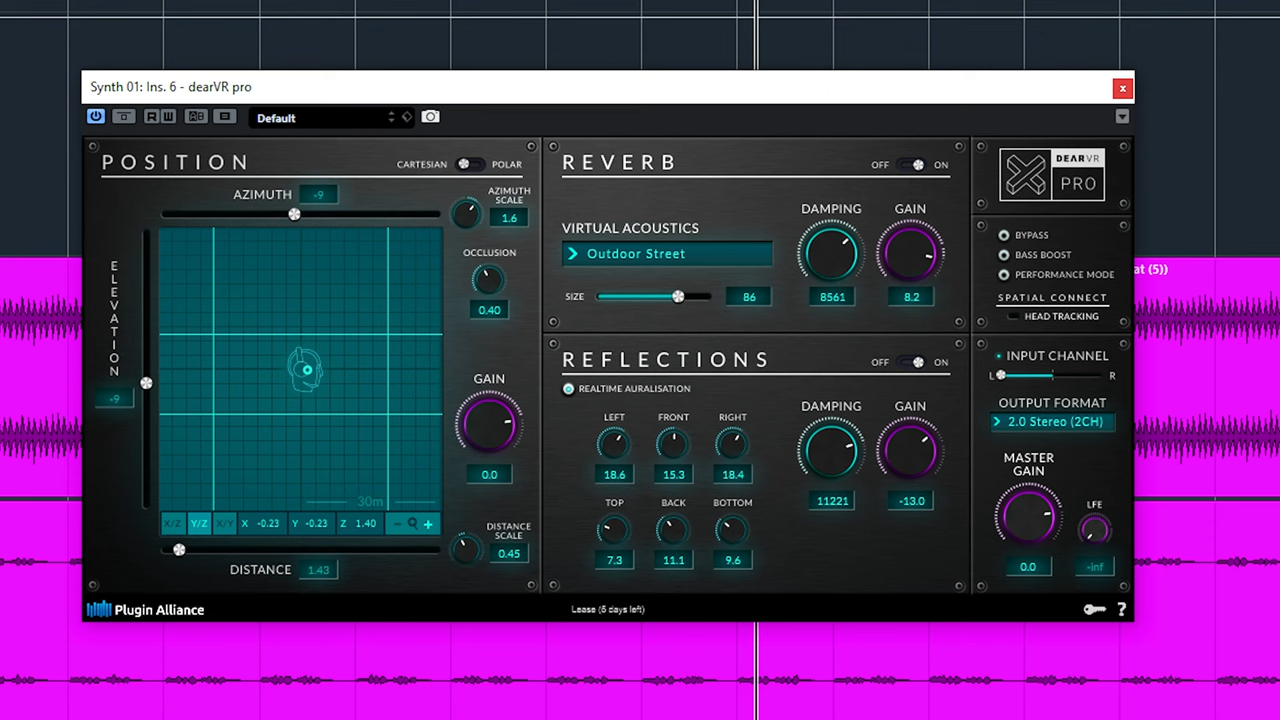 Synth 01: Ins. 6 - dearVR pro
x
R W
Default
POSITION
CARTESIAN
POLAR
AZIMUTH -9
AZIMUTH SCALE
1.6
OCCLUSION
0.40
ELEVATION
-9
GAIN
0.0
30m
X/Z Y/Z X/Y X -0.23 Y -0.23 Z 1.40 - +
DISTANCE SCALE
0.45
DISTANCE 1.43
REVERB
OFF ON
VIRTUAL ACOUSTICS
Outdoor Street
SIZE 86
DAMPING
8561
GAIN
8.2
REFLECTIONS
OFF ON
REALTIME AURALISATION
LEFT FRONT RIGHT
18.6 15.3 18.4
TOP BACK BOTTOM
7.3 11.1 9.6
DAMPING
11221
GAIN
-13.0
DEARVR
PRO
BYPASS
BASS BOOST
PERFORMANCE MODE
SPATIAL CONNECT
HEAD TRACKING
INPUT CHANNEL
L R
OUTPUT FORMAT
2.0 Stereo (2CH)
MASTER GAIN
0.0
LFE
-inf
Plugin Alliance
Lease (6 days left)
?
at (5))